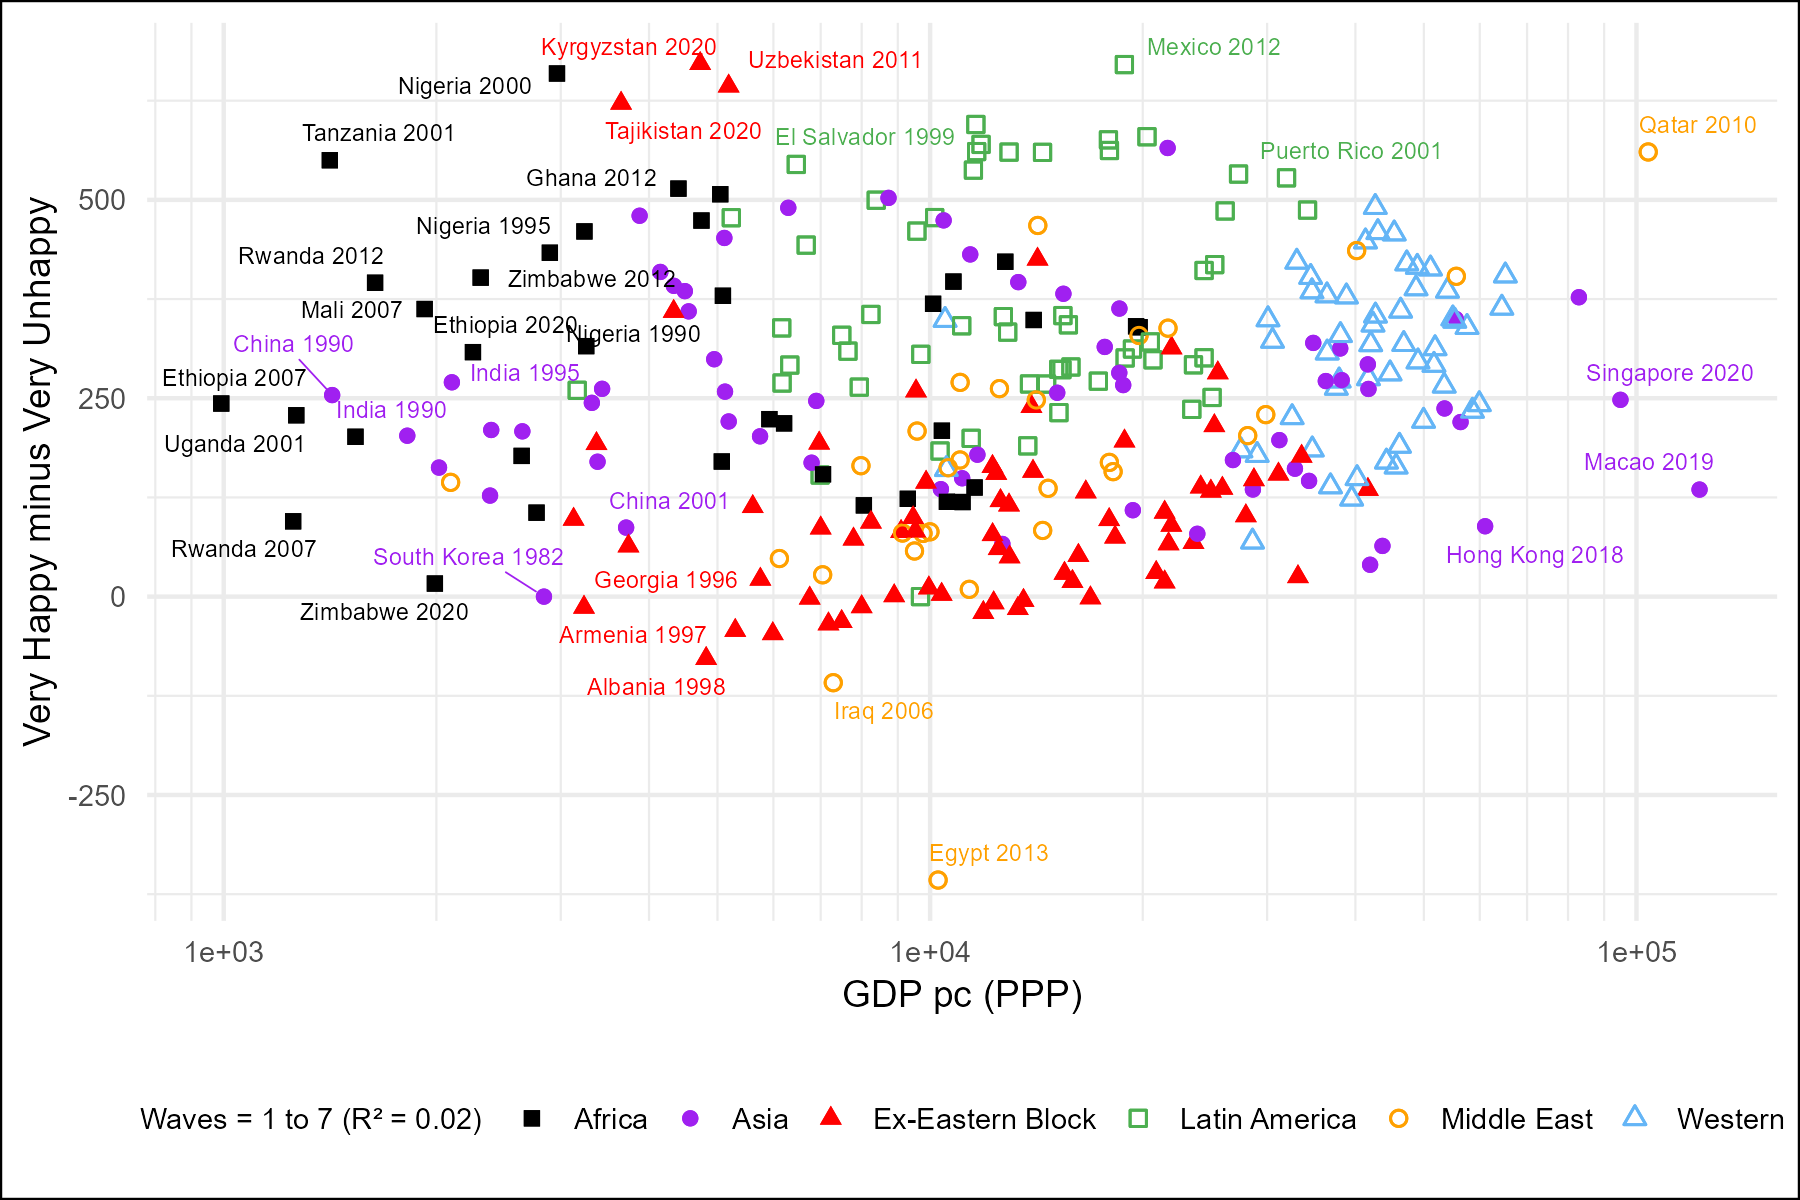 Kyrgyzstan 2020
Mexico 2012
Uzbekistan 2011
Nigeria 2000
Qatar 2010
Tajikistan 2020
Tanzania 2001
El Salvador 1999
Puerto Rico 2001
Ghana 2012
500
Nigeria 1995
Rwanda 2012
Zimbabwe 2012
Mali 2007
Ethiopia 2020
Nigeria 1990
China 1990
India 1995
Singapore 2020
Ethiopia 2007
250
India 1990
Uganda 2001
Macao 2019
China 2001
Rwanda 2007
South Korea 1982
Hong Kong 2018
Georgia 1996
0
Zimbabwe 2020
Armenia 1997
Albania 1998
Iraq 2006
-250
Egypt 2013
Very Happy minus Very Unhappy
1e+03
1e+04
1e+05
GDP pc (PPP)
Waves = 1 to 7 (R² = 0.02) Africa Asia Ex-Eastern Block Latin America Middle East Western